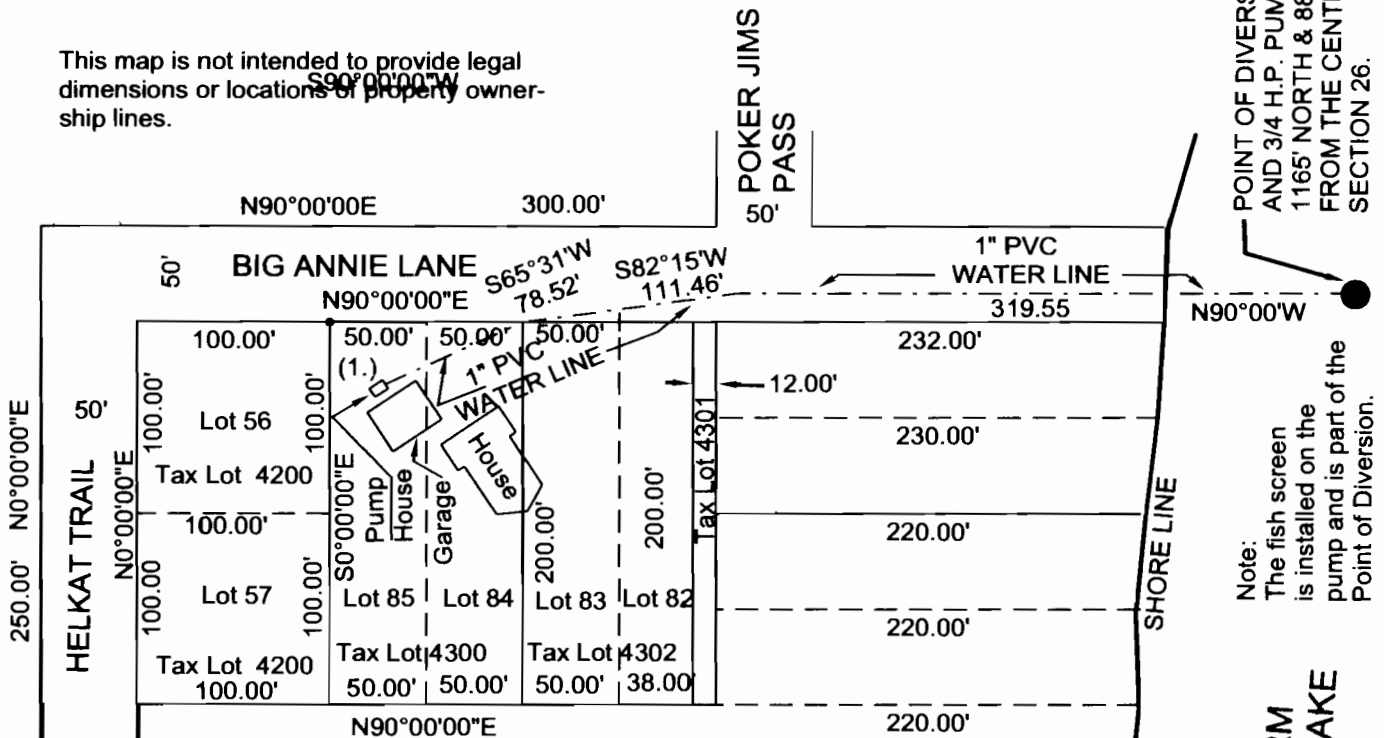 This map is not intended to provide legal
S90°00'00"W
dimensions or locations of property owner-
ship lines.
POKER JIMS
PASS
50'
N90°00'00E
300.00'
50'
BIG ANNIE LANE
N90°00'00"E
S65°31'W
78.52'
S82°15'W
111.46'
1" PVC
WATER LINE
319.55
N90°00'W
POINT OF DIVERS
AND 3/4 H.P. PUM
1165' NORTH & 88
FROM THE CENT
SECTION 26.
100.00'
50.00'
50.00'
50.00'
232.00'
(1.)
1" PVC
WATER LINE
12.00'
50'
100.00'
Lot 56
100.00'
230.00'
Tax Lot 4200
100.00'
250.00' N0°00'00"E
HELKAT TRAIL
N0°00'00"E
S0°00'00"E
Pump
House
Garage
House
200.00'
200.00'
Tax Lot 4301
220.00'
SHORE LINE
Note:
The fish screen
is installed on the
pump and is part of the
Point of Diversion.
100.00'
Lot 57
100.00'
Lot 85
Lot 84
Lot 83
Lot 82
220.00'
Tax Lot 4200
Tax Lot 4300
Tax Lot 4302
100.00'
50.00'
50.00'
50.00'
38.00'
N90°00'00"E
220.00'
RM
AKE